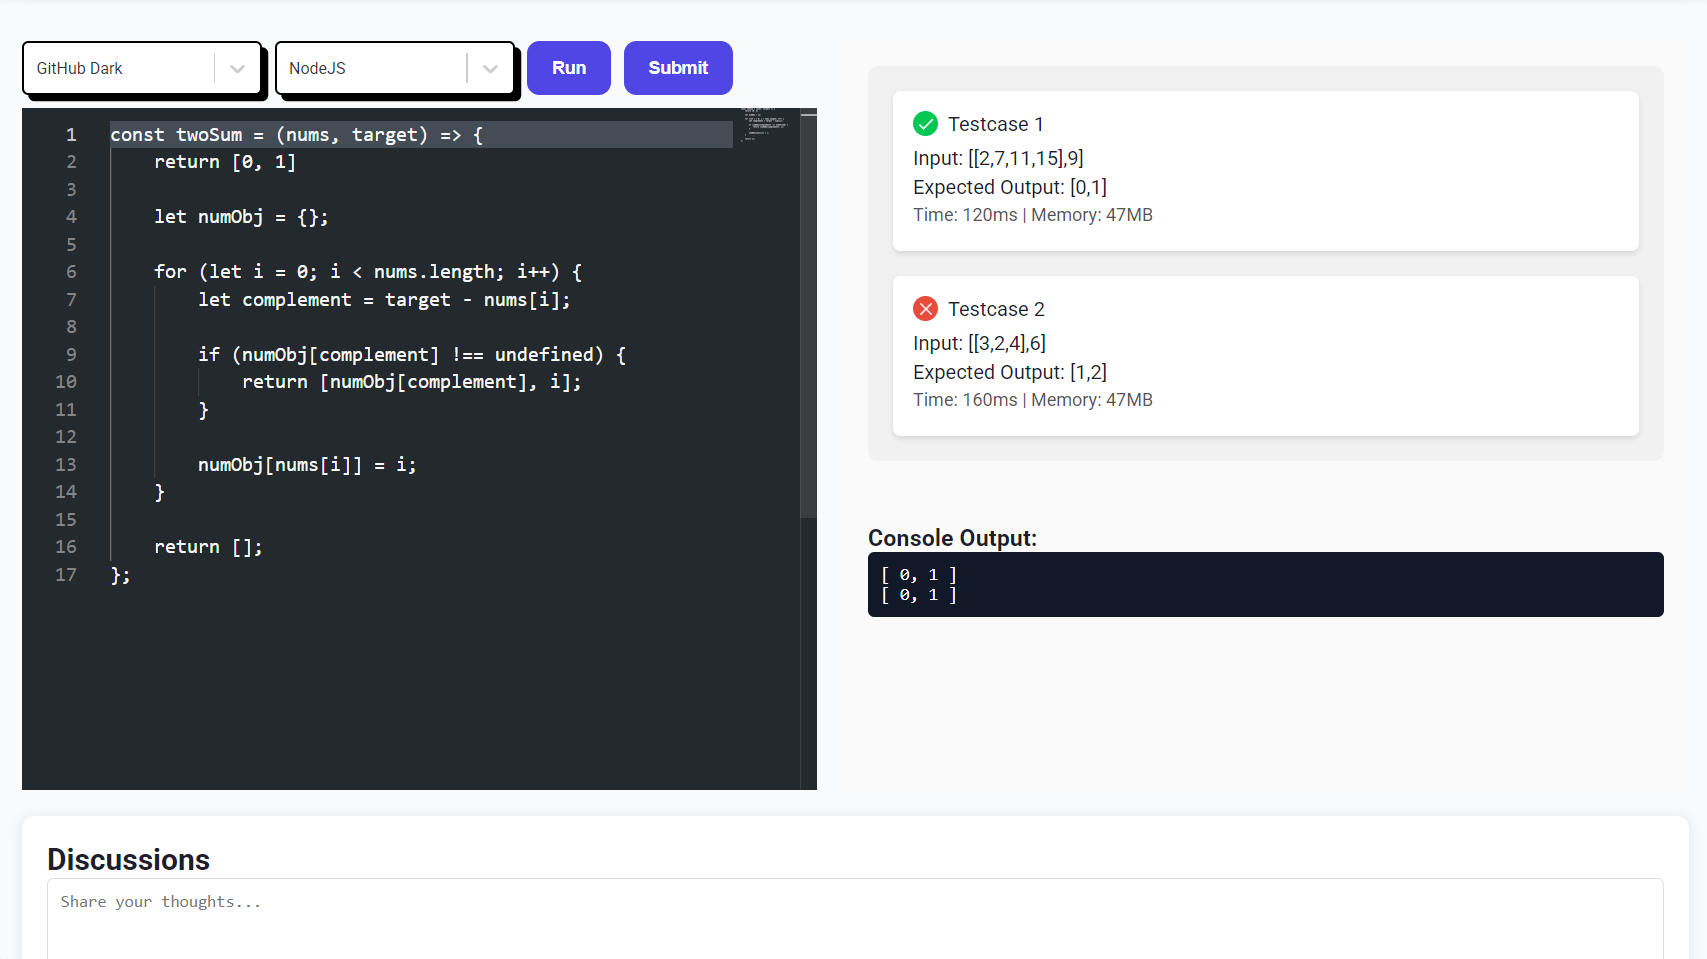 GitHub Dark
NodeJS
Run
Submit
1 const twoSum = (nums, target) => {
2     return [0, 1]
3
4     let numObj = {};
5
6     for (let i = 0; i < nums.length; i++) {
7         let complement = target - nums[i];
8
9         if (numObj[complement] !== undefined) {
10             return [numObj[complement], i];
11         }
12
13         numObj[nums[i]] = i;
14     }
15
16     return [];
17 };
Testcase 1
Input: [[2,7,11,15],9]
Expected Output: [0,1]
Time: 120ms | Memory: 47MB
Testcase 2
Input: [[3,2,4],6]
Expected Output: [1,2]
Time: 160ms | Memory: 47MB
Console Output:
[ 0, 1 ]
[ 0, 1 ]
Discussions
Share your thoughts...